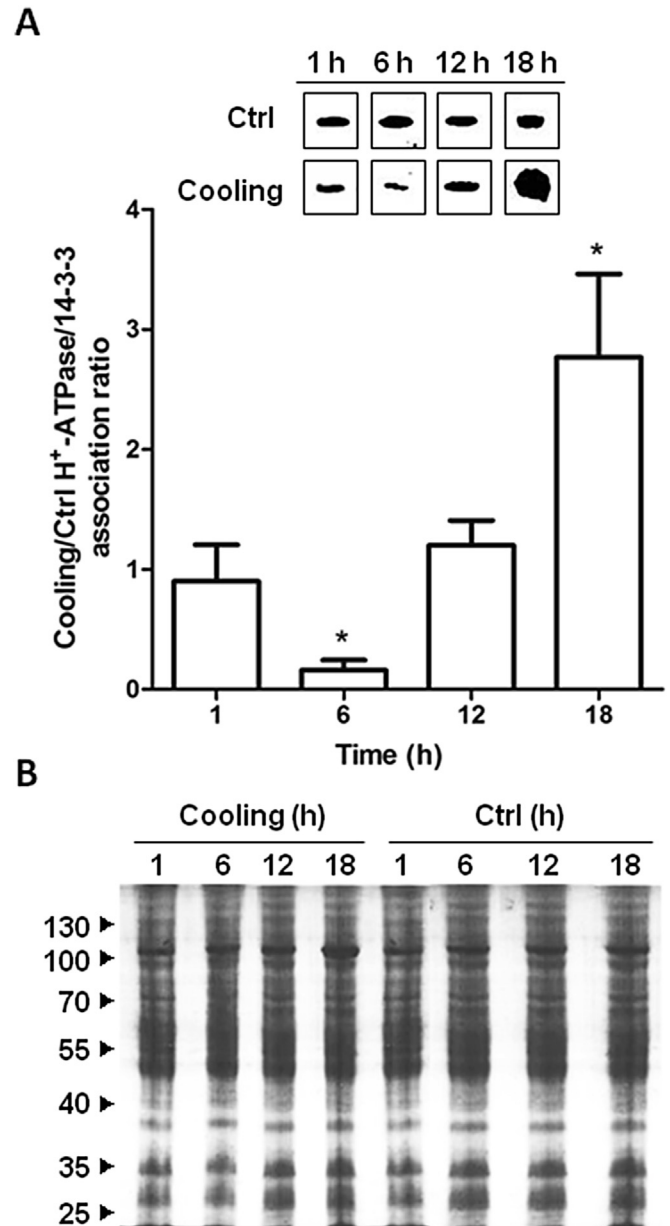 A
1 h 6 h 12 h 18 h
Ctrl
Cooling
4
3
2
1
0
Cooling/Ctrl H⁺-ATPase/14-3-3
association ratio
*
*
1 6 12 18
Time (h)
B
Cooling (h) Ctrl (h)
1 6 12 18 1 6 12 18
130
100
70
55
40
35
25